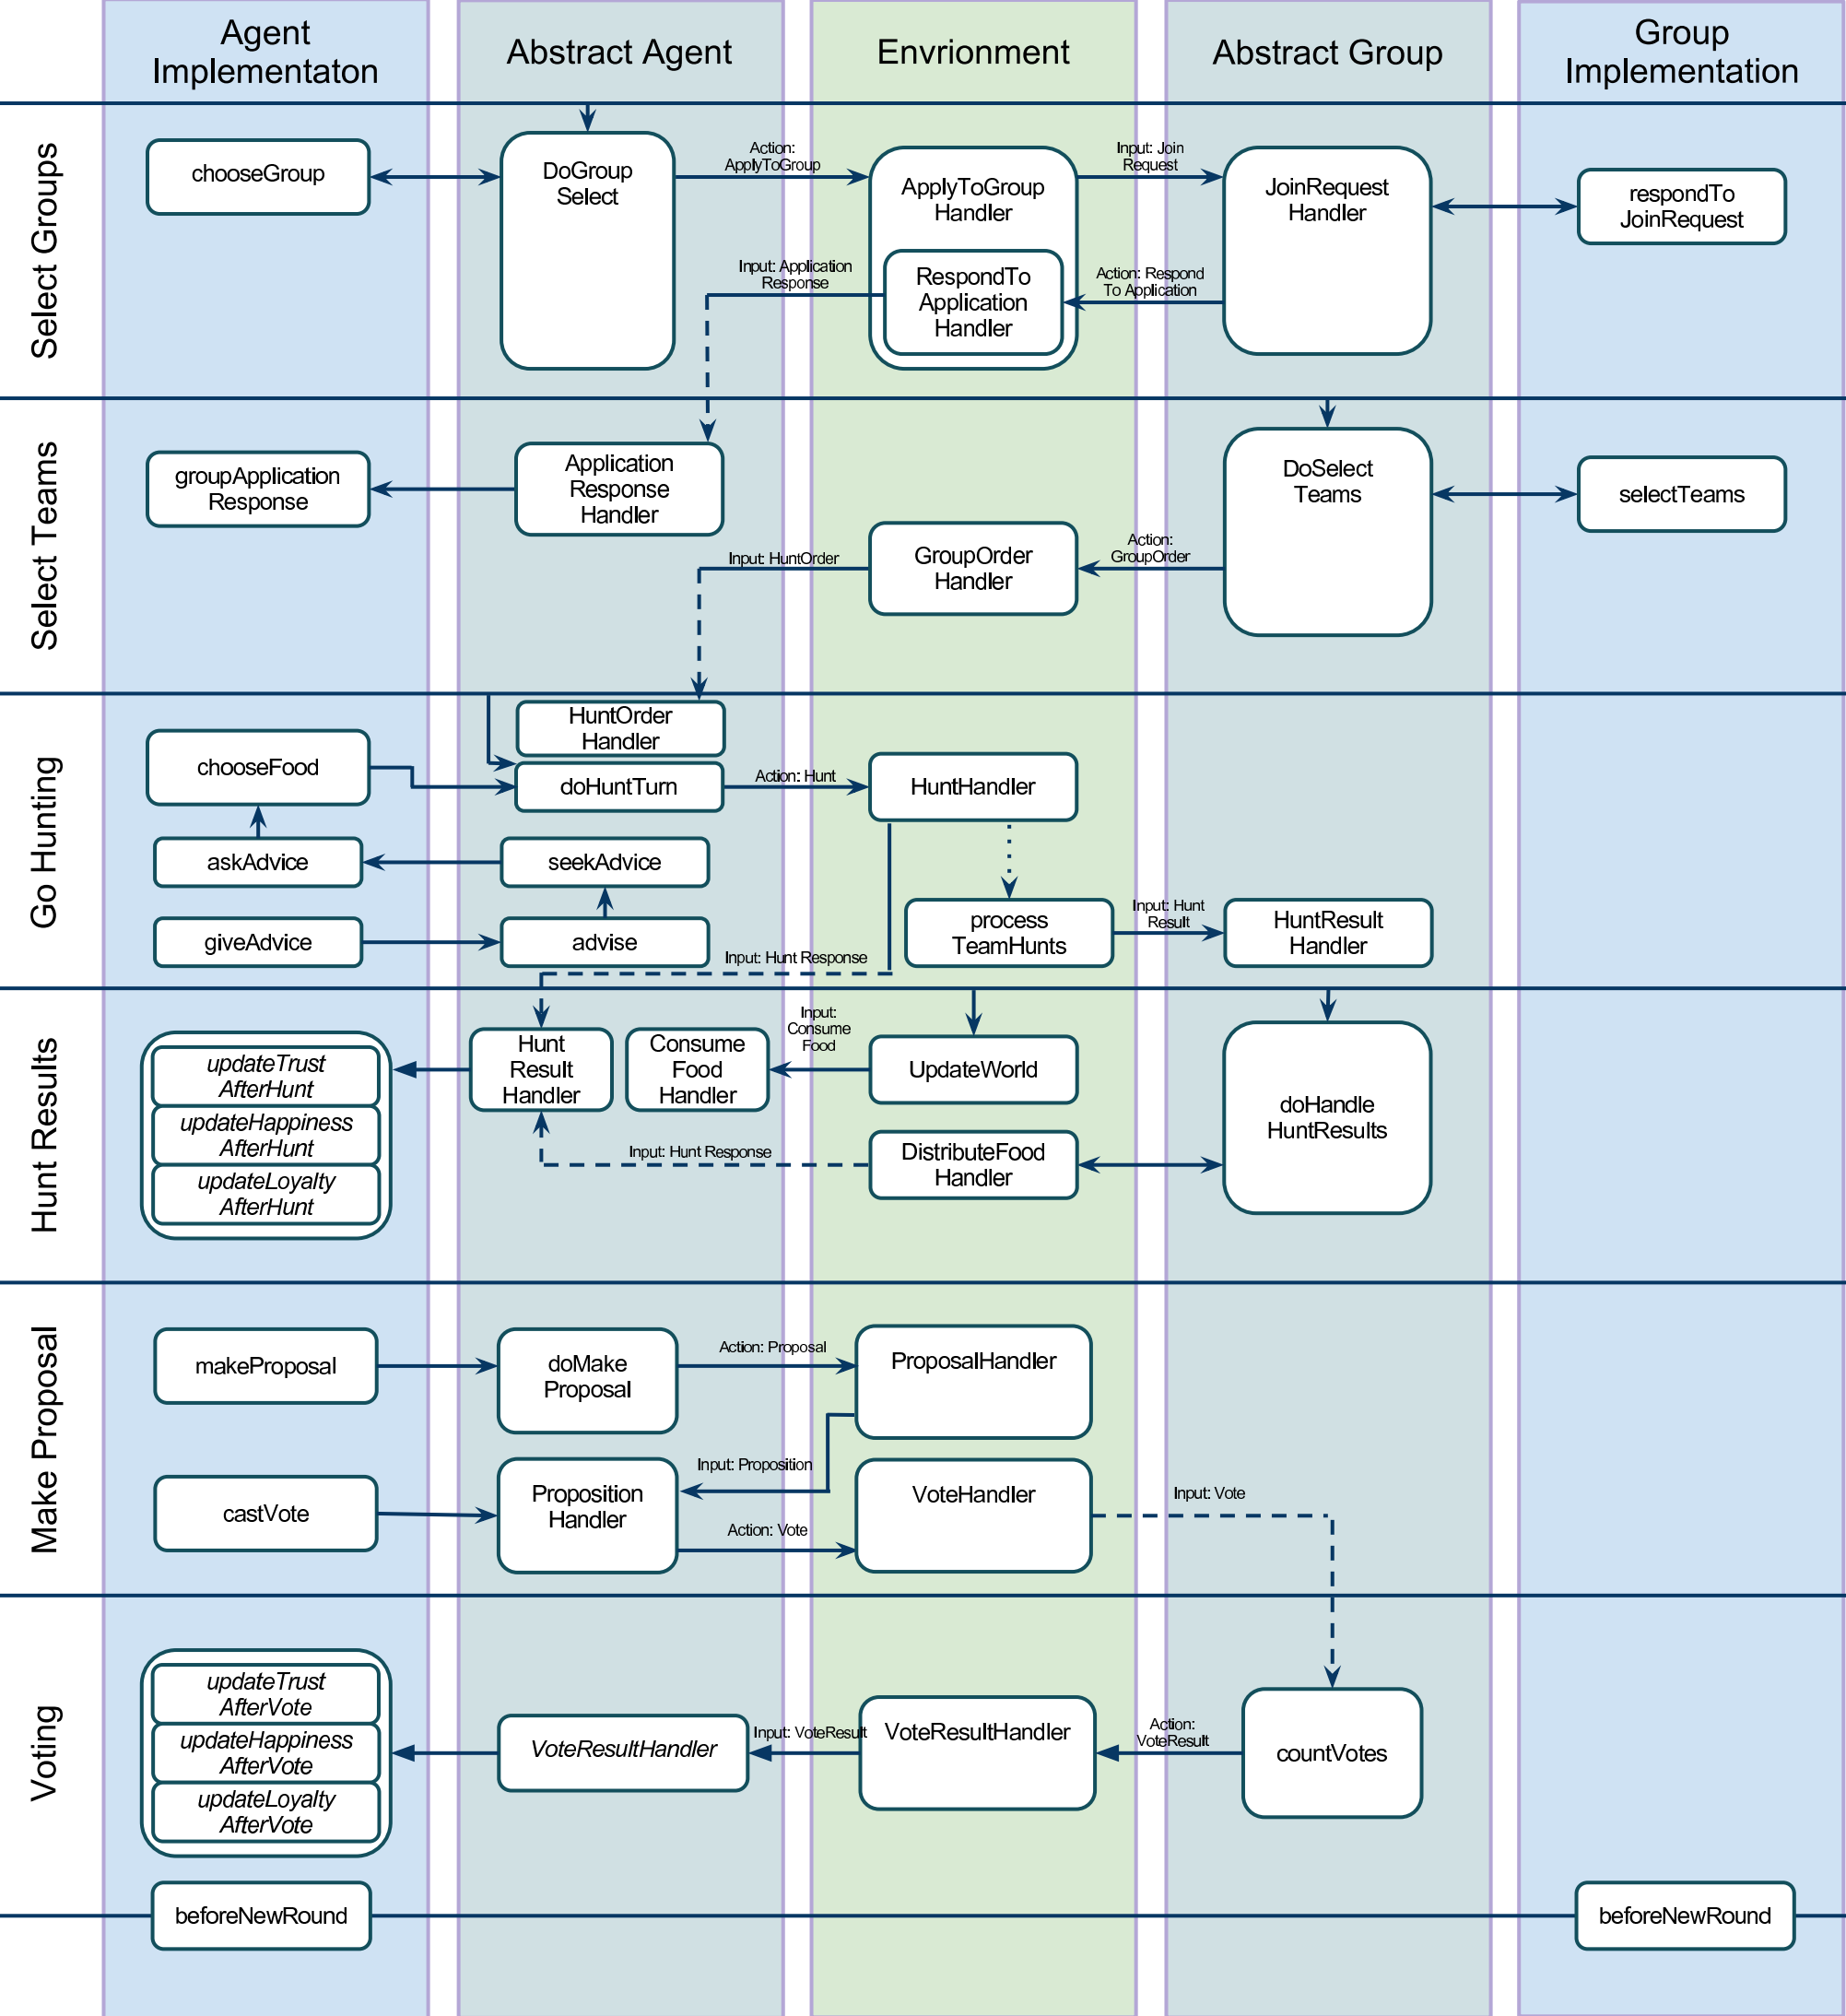 Agent
Implementaton
Abstract Agent
Envrionment
Abstract Group
Group
Implementation
Select Groups
chooseGroup
DoGroup
Select
Action:
ApplyToGroup
ApplyToGroup
Handler
Input: Join
Request
JoinRequest
Handler
respondTo
JoinRequest
Input: Application
Response
RespondTo
Application
Handler
Action: Respond
To Application
Select Teams
groupApplication
Response
Application
Response
Handler
DoSelect
Teams
selectTeams
Input: HuntOrder
GroupOrder
Handler
Action:
GroupOrder
Go Hunting
HuntOrder
Handler
chooseFood
doHuntTurn
Action: Hunt
HuntHandler
askAdvice
seekAdvice
giveAdvice
advise
process
TeamHunts
Input: Hunt
Result
HuntResult
Handler
Input: Hunt Response
Hunt Results
updateTrust
AfterHunt
updateHappiness
AfterHunt
updateLoyalty
AfterHunt
Hunt
Result
Handler
Consume
Food
Handler
Input:
Consume
Food
UpdateWorld
doHandle
HuntResults
Input: Hunt Response
DistributeFood
Handler
Make Proposal
makeProposal
doMake
Proposal
Action: Proposal
ProposalHandler
castVote
Proposition
Handler
Input: Proposition
Action: Vote
VoteHandler
Input: Vote
Voting
updateTrust
AfterVote
updateHappiness
AfterVote
updateLoyalty
AfterVote
VoteResultHandler
Input: VoteResult
VoteResultHandler
Action:
VoteResult
countVotes
beforeNewRound
beforeNewRound